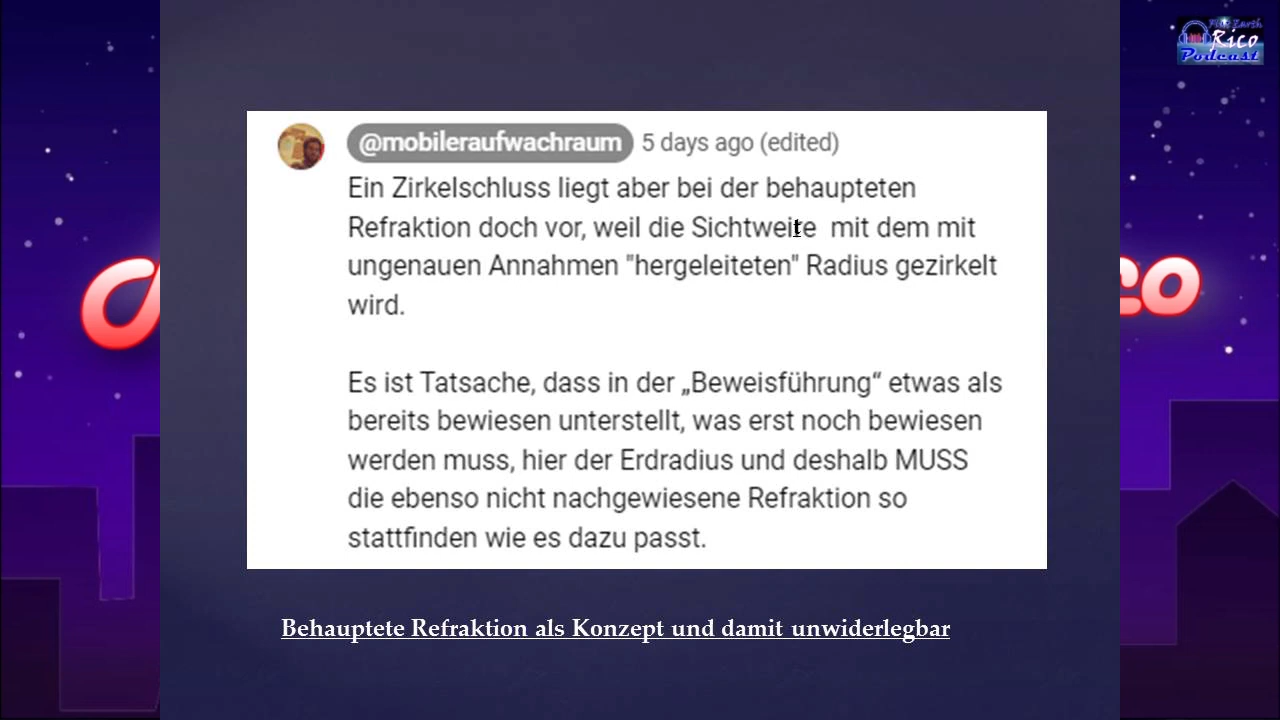 Flat Earth
Rico
Podcast
@mobileraufwachraum 5 days ago (edited)
Ein Zirkelschluss liegt aber bei der behaupteten
Refraktion doch vor, weil die Sichtweite mit dem mit
ungenauen Annahmen "hergeleiteten" Radius gezirkelt
wird.
Es ist Tatsache, dass in der „Beweisführung“ etwas als
bereits bewiesen unterstellt, was erst noch bewiesen
werden muss, hier der Erdradius und deshalb MUSS
die ebenso nicht nachgewiesene Refraktion so
stattfinden wie es dazu passt.
co
Behauptete Refraktion als Konzept und damit unwiderlegbar